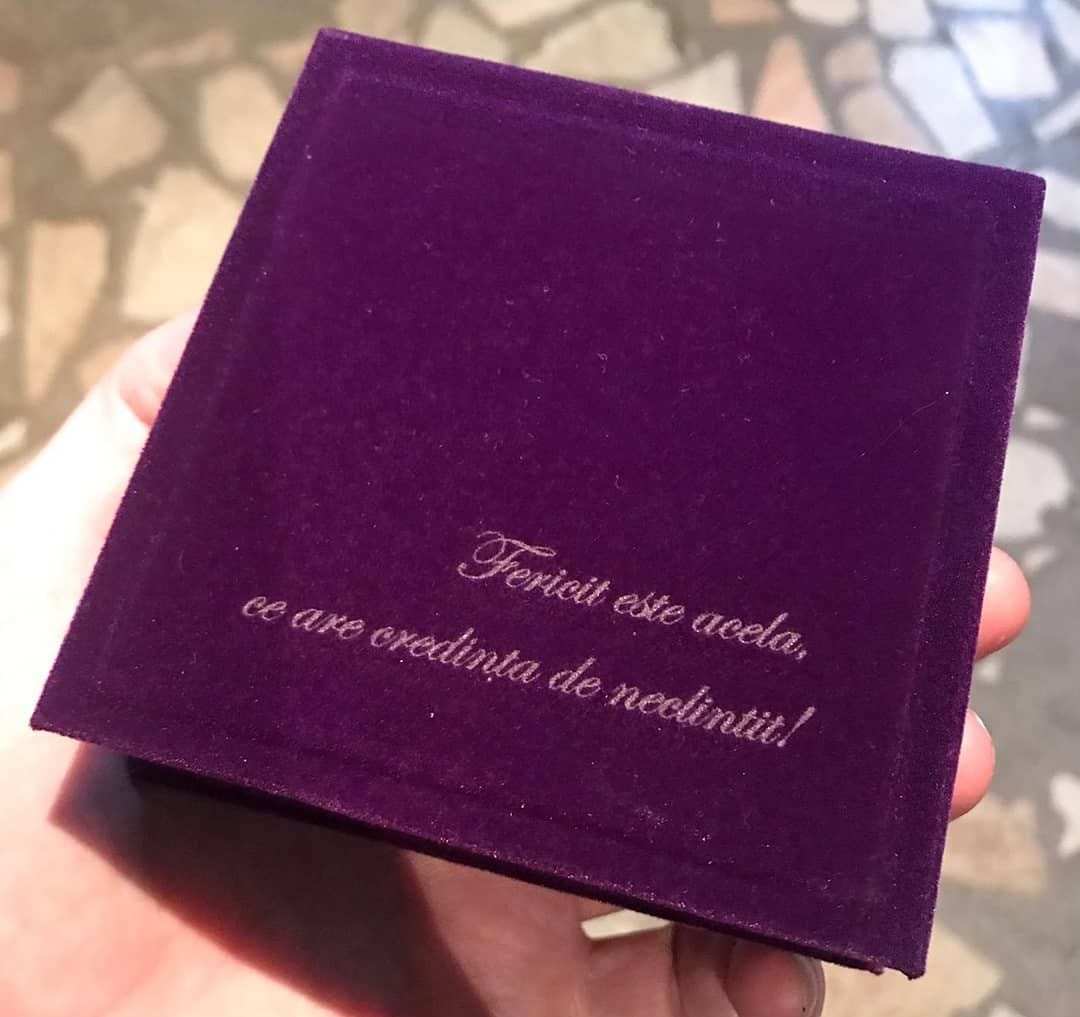 Fericit este acela,
ce are credința de neclintit!